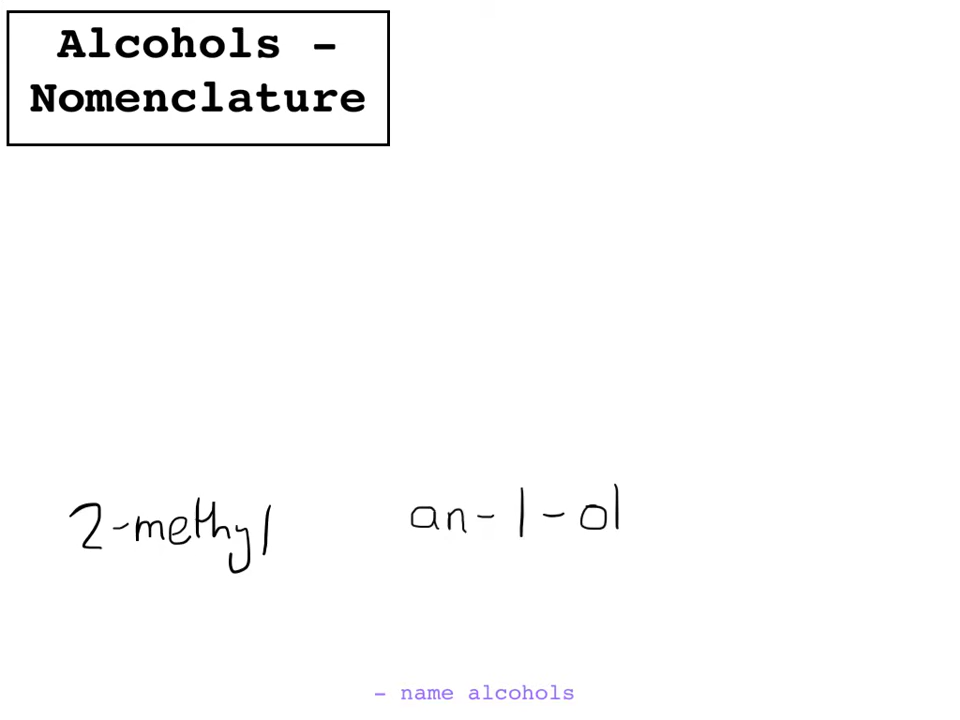 Alcohols -
Nomenclature
2-methyl an-1-ol
- name alcohols